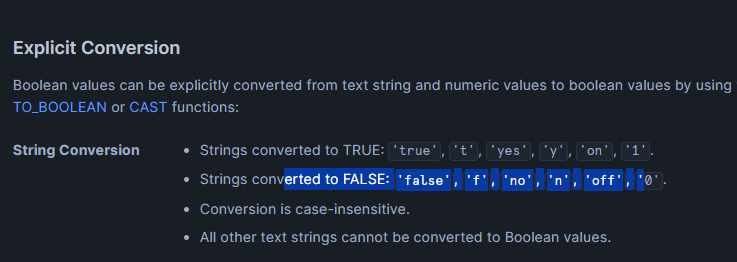 Explicit Conversion
Boolean values can be explicitly converted from text string and numeric values to boolean values by using
TO_BOOLEAN or CAST functions:
String Conversion
• Strings converted to TRUE: 'true', 't', 'yes', 'y', 'on', '1'.
• Strings converted to FALSE: 'false', 'f', 'no', 'n', 'off', '0'.
• Conversion is case-insensitive.
• All other text strings cannot be converted to Boolean values.